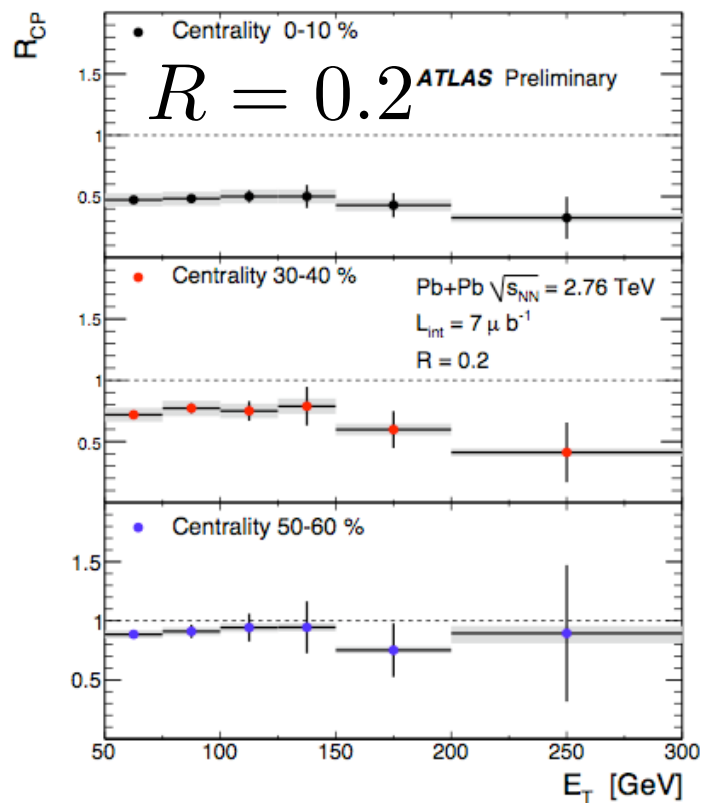 R_CP
Centrality 0-10 %
R = 0.2
ATLAS Preliminary
1.5
1
0.5
Centrality 30-40 %
Pb+Pb √s_NN = 2.76 TeV
L_int = 7 μ b^-1
R = 0.2
1.5
1
0.5
Centrality 50-60 %
1.5
1
0.5
50 100 150 200 250 300
E_T [GeV]